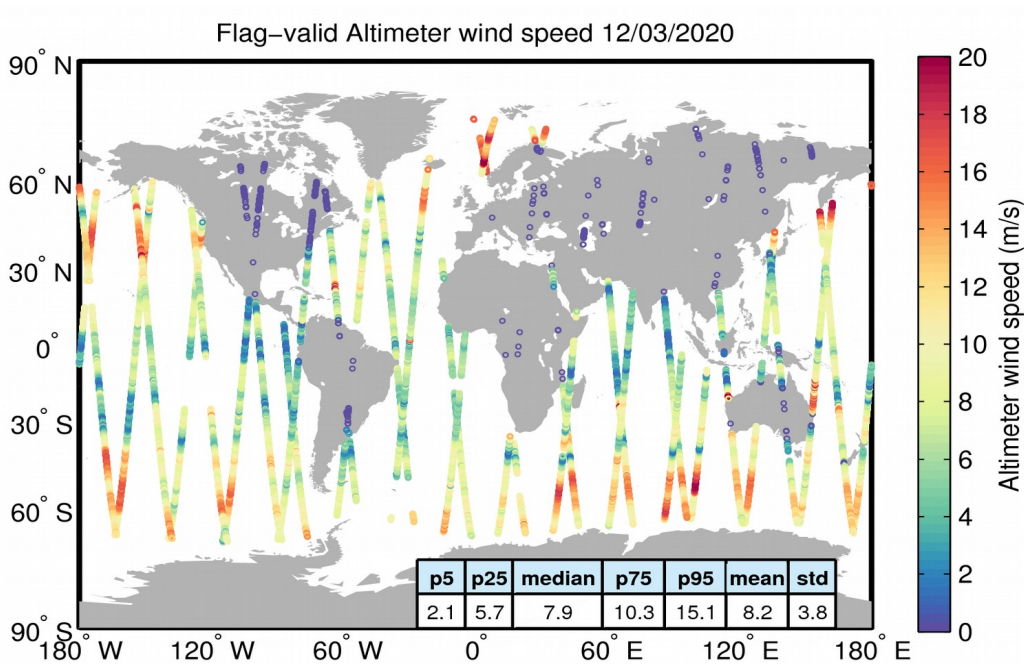 Flag−valid Altimeter wind speed 12/03/2020
90° N
60° N
30° N
0°
30° S
60° S
90° S
180° W
120° W
60° W
0°
60° E
120° E
180° E
p5 p25 median p75 p95 mean std
2.1 5.7 7.9 10.3 15.1 8.2 3.8
20
18
16
14
12
10
8
6
4
2
0
Altimeter wind speed (m/s)